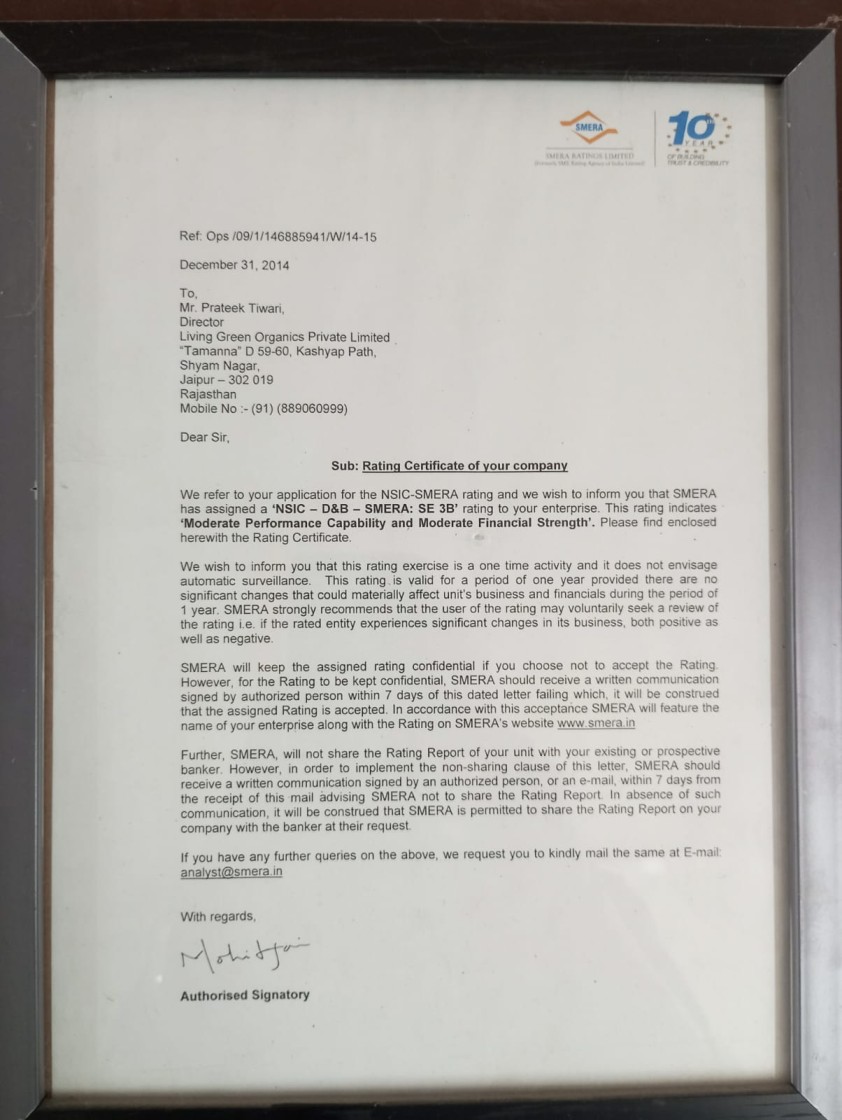 SMERA
SMERA RATINGS LIMITED
(formerly SME Rating Agency of India Limited)
10th
YEAR
OF BUILDING
TRUST & CREDIBILITY
Ref: Ops /09/1/146885941/W/14-15
December 31, 2014
To,
Mr. Prateek Tiwari,
Director
Living Green Organics Private Limited
"Tamanna" D 59-60, Kashyap Path,
Shyam Nagar,
Jaipur – 302 019
Rajasthan
Mobile No :- (91) (889060999)
Dear Sir,
Sub: Rating Certificate of your company
We refer to your application for the NSIC-SMERA rating and we wish to inform you that SMERA
has assigned a ‘NSIC – D&B – SMERA: SE 3B’ rating to your enterprise. This rating indicates
‘Moderate Performance Capability and Moderate Financial Strength’. Please find enclosed
herewith the Rating Certificate.
We wish to inform you that this rating exercise is a one time activity and it does not envisage
automatic surveillance. This rating is valid for a period of one year provided there are no
significant changes that could materially affect unit's business and financials during the period of
1 year. SMERA strongly recommends that the user of the rating may voluntarily seek a review of
the rating i.e. if the rated entity experiences significant changes in its business, both positive as
well as negative.
SMERA will keep the assigned rating confidential if you choose not to accept the Rating.
However, for the Rating to be kept confidential, SMERA should receive a written communication
signed by authorized person within 7 days of this dated letter failing which, it will be construed
that the assigned Rating is accepted. In accordance with this acceptance SMERA will feature the
name of your enterprise along with the Rating on SMERA's website www.smera.in
Further, SMERA, will not share the Rating Report of your unit with your existing or prospective
banker. However, in order to implement the non-sharing clause of this letter, SMERA should
receive a written communication signed by an authorized person, or an e-mail, within 7 days from
the receipt of this mail advising SMERA not to share the Rating Report. In absence of such
communication, it will be construed that SMERA is permitted to share the Rating Report on your
company with the banker at their request.
If you have any further queries on the above, we request you to kindly mail the same at E-mail:
analyst@smera.in
With regards,
Mohit Jain
Authorised Signatory